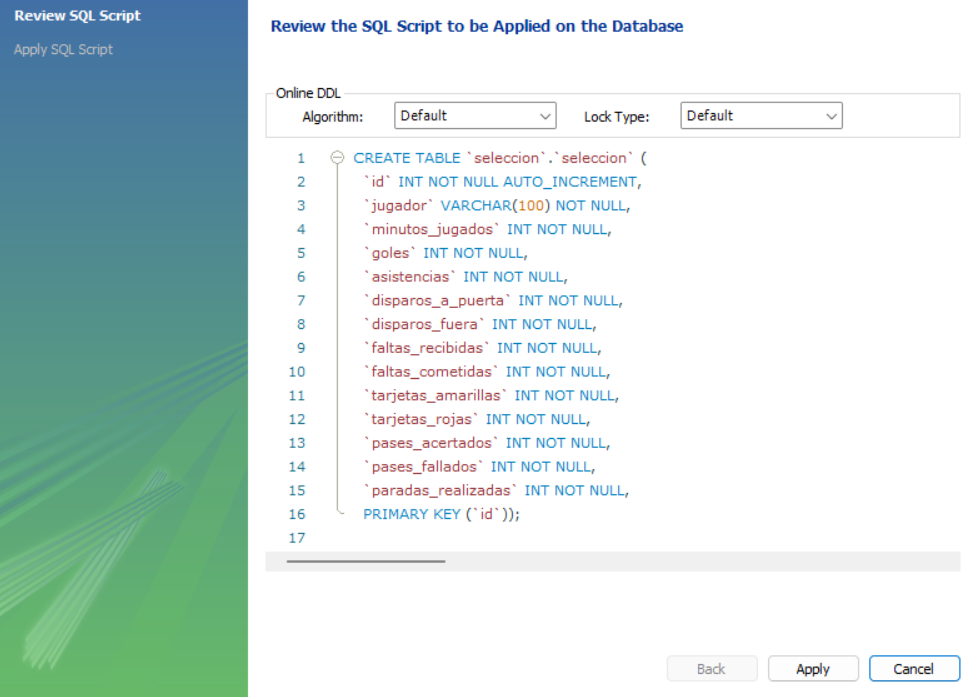 Review SQL Script
Apply SQL Script
Review the SQL Script to be Applied on the Database
Online DDL
Algorithm: Default Lock Type: Default
1 CREATE TABLE `seleccion`.`seleccion` (
2 `id` INT NOT NULL AUTO_INCREMENT,
3 `jugador` VARCHAR(100) NOT NULL,
4 `minutos_jugados` INT NOT NULL,
5 `goles` INT NOT NULL,
6 `asistencias` INT NOT NULL,
7 `disparos_a_puerta` INT NOT NULL,
8 `disparos_fuera` INT NOT NULL,
9 `faltas_recibidas` INT NOT NULL,
10 `faltas_cometidas` INT NOT NULL,
11 `tarjetas_amarillas` INT NOT NULL,
12 `tarjetas_rojas` INT NOT NULL,
13 `pases_acertados` INT NOT NULL,
14 `pases_fallados` INT NOT NULL,
15 `paradas_realizadas` INT NOT NULL,
16 PRIMARY KEY (`id`));
17
Back Apply Cancel